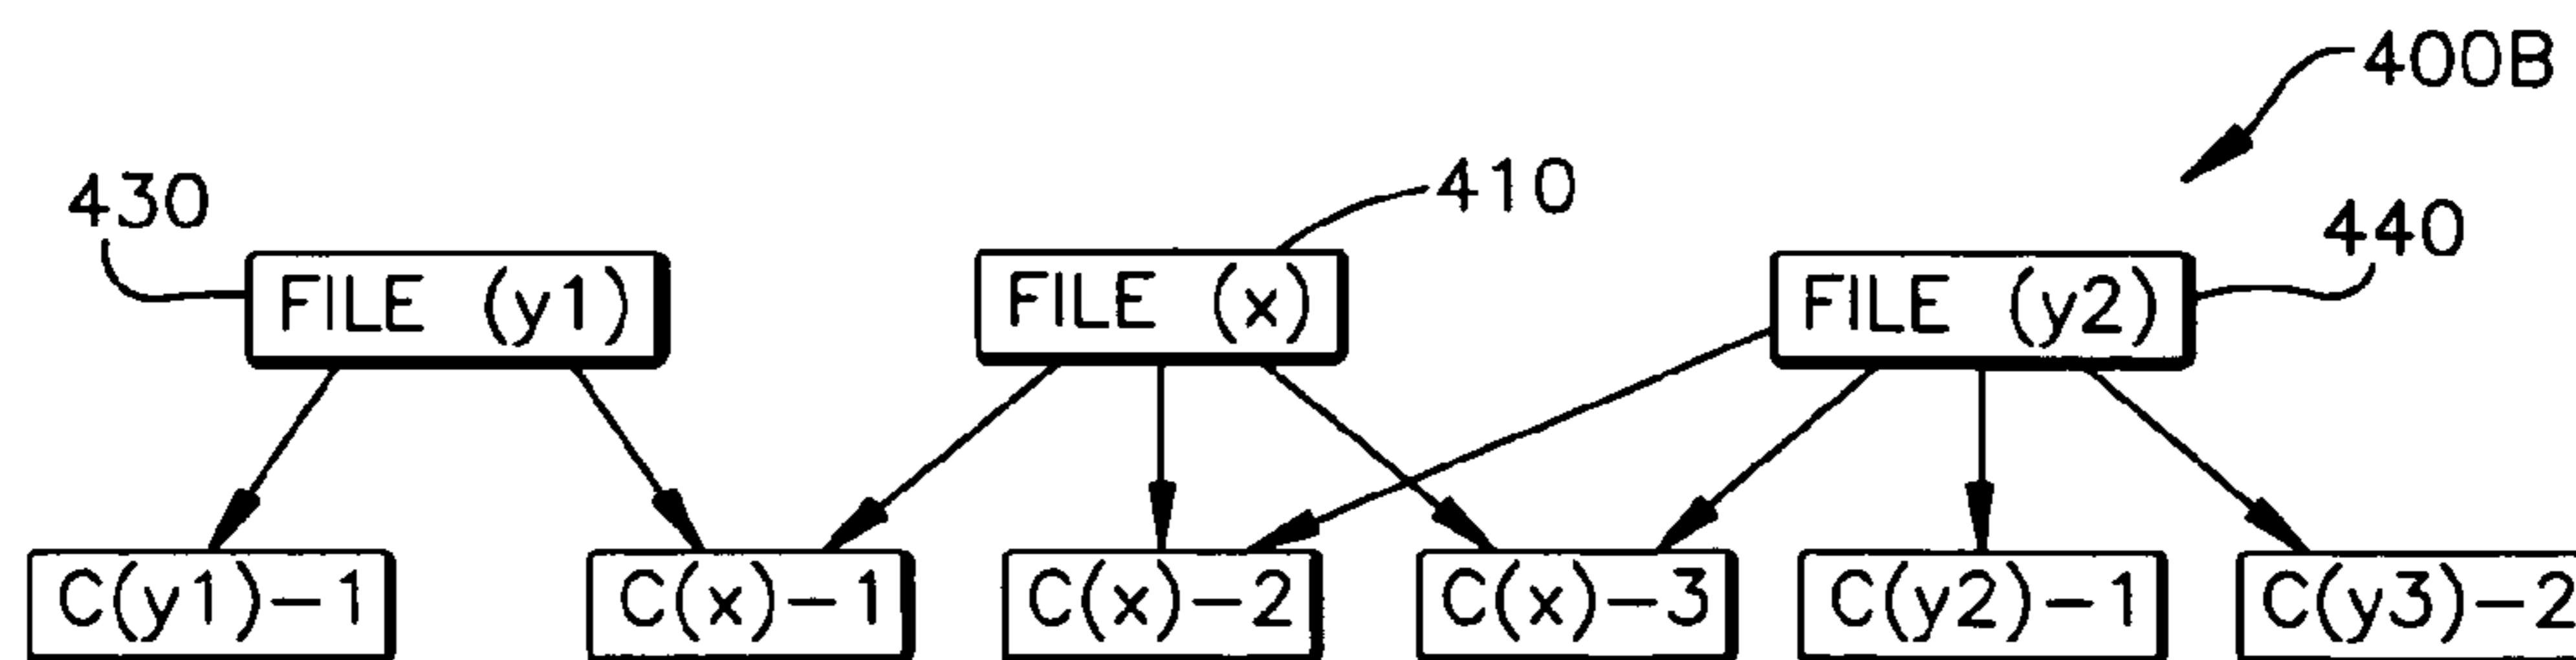 400B
430
410
440
FILE (y1)
FILE (x)
FILE (y2)
C(y1)-1
C(x)-1
C(x)-2
C(x)-3
C(y2)-1
C(y3)-2